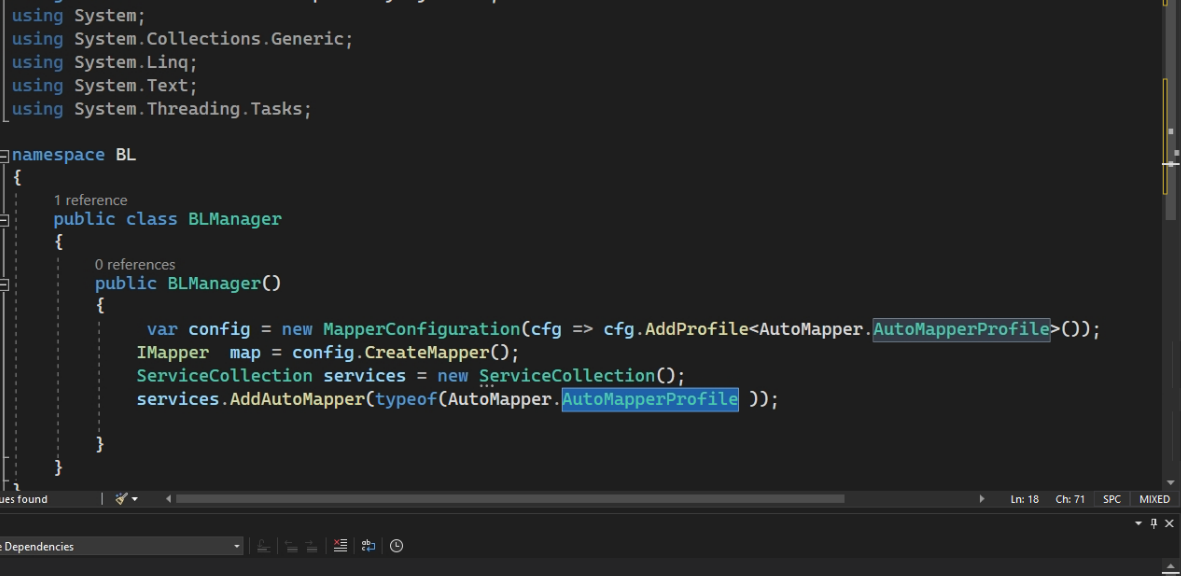 using System;
using System.Collections.Generic;
using System.Linq;
using System.Text;
using System.Threading.Tasks;
namespace BL
{
1 reference
public class BLManager
{
0 references
public BLManager()
{
var config = new MapperConfiguration(cfg => cfg.AddProfile<AutoMapper.AutoMapperProfile>());
IMapper  map = config.CreateMapper();
ServiceCollection services = new ServiceCollection();
services.AddAutoMapper(typeof(AutoMapper.AutoMapperProfile ));
}
}
}
ues found Ln: 18 Ch: 71 SPC MIXED
e Dependencies